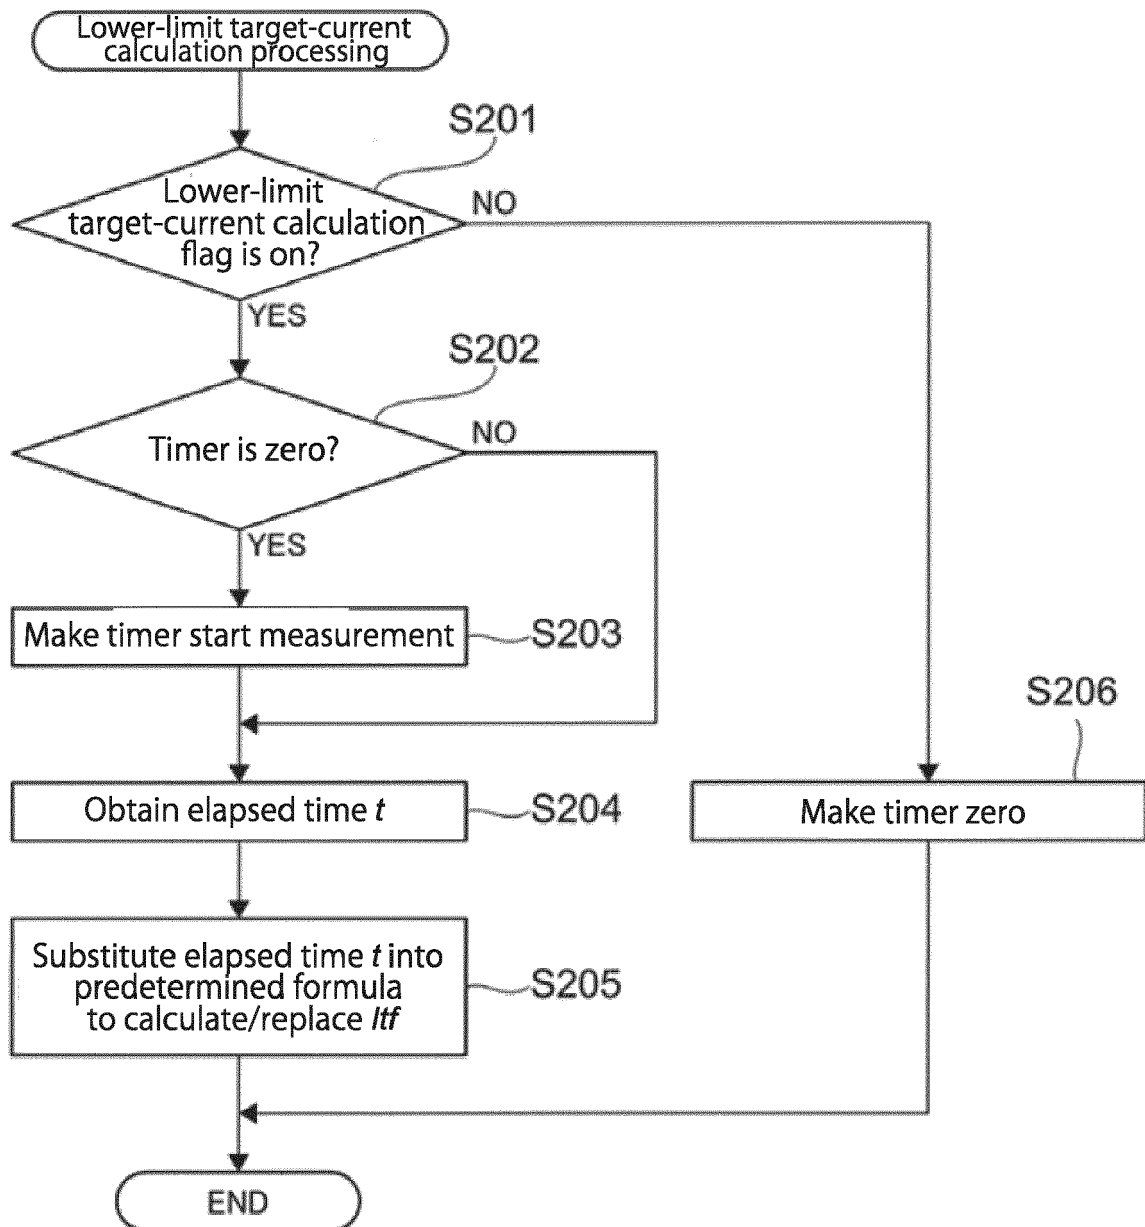 Lower-limit target-current
calculation processing
S201
Lower-limit
target-current calculation
flag is on?
NO
YES
S202
Timer is zero?
NO
YES
Make timer start measurement
S203
S206
Obtain elapsed time t
S204
Make timer zero
Substitute elapsed time t into
predetermined formula
to calculate/replace Itf
S205
END